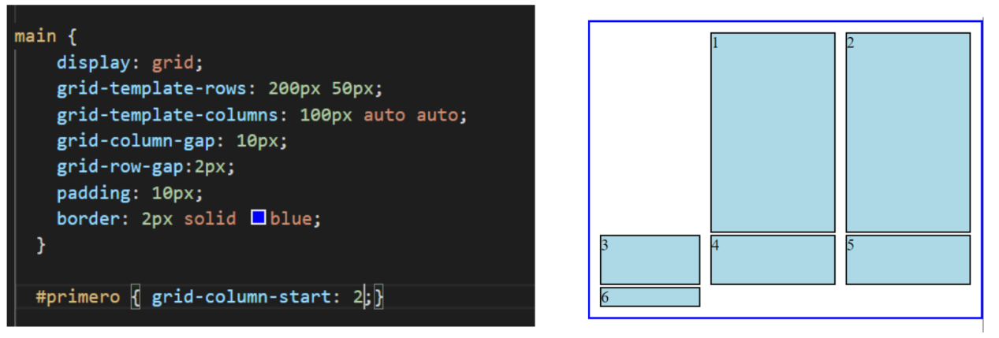 main {
display: grid;
grid-template-rows: 200px 50px;
grid-template-columns: 100px auto auto;
grid-column-gap: 10px;
grid-row-gap:2px;
padding: 10px;
border: 2px solid blue;
}
#primero { grid-column-start: 2;}
1 2
3 4 5
6